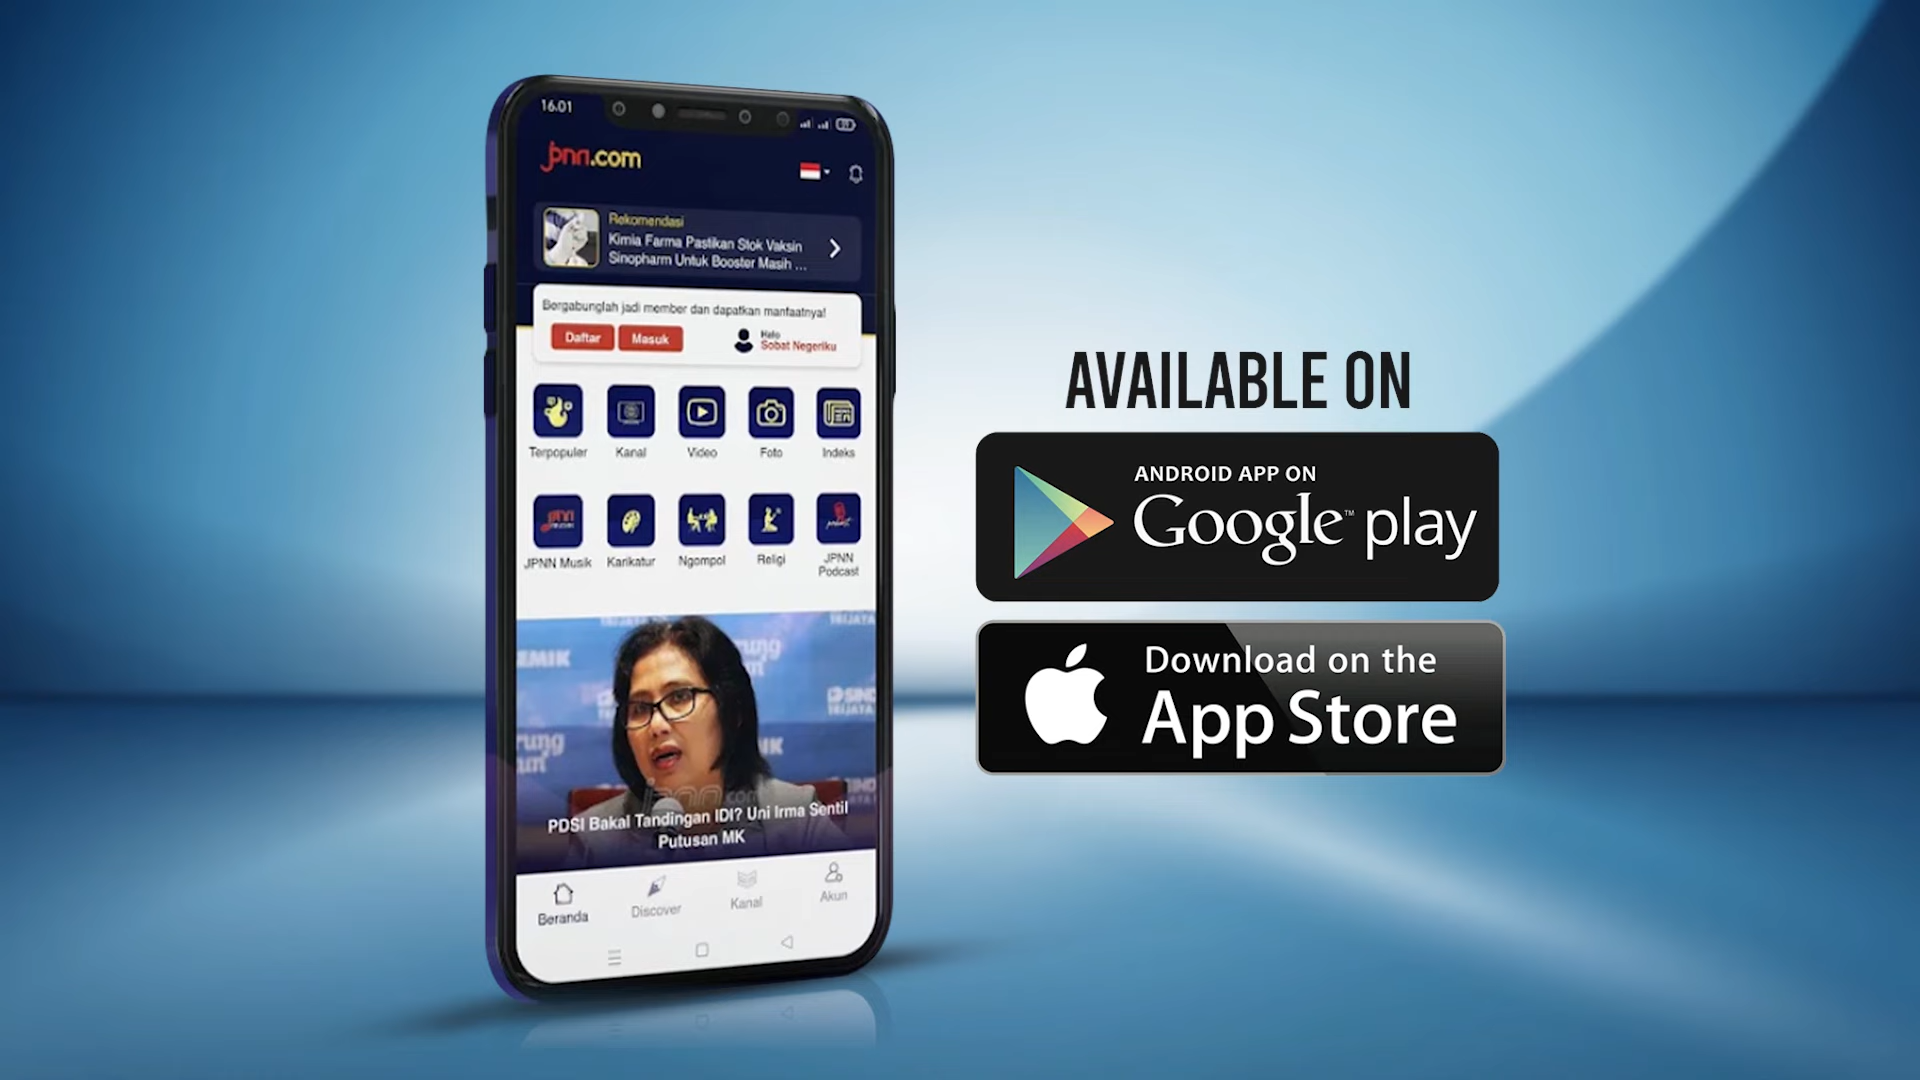 16.01
jpnn.com
Rekomendasi
Kimia Farma Pastikan Stok Vaksin
Sinopharm Untuk Booster Masih ...
Bergabunglah jadi member dan dapatkan manfaatnya!
Daftar
Masuk
Halo
Sobat Negeriku
Terpopuler
Kanal
Video
Foto
Indeks
JPNN Musik
Karikatur
Ngompol
Religi
JPNN
Podcast
PDSI Bakal Tandingan IDI? Uni Irma Sentil
Putusan MK
Beranda
Discover
Kanal
Akun
AVAILABLE ON
ANDROID APP ON
Google™ play
Download on the
App Store